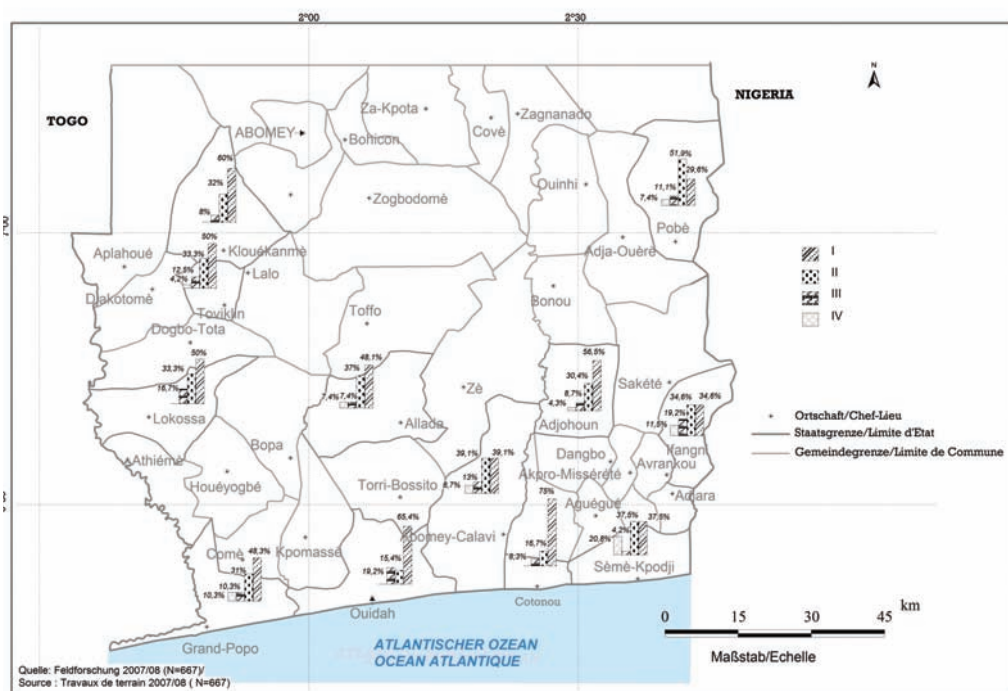 2°00 2°30
N
TOGO
NIGERIA
Za-Kpota
Zagnanado
ABOMEY
Covè
Bohicon
51,9%
60%
29,6%
32%
Ouinhi
11,1%
7,4%
Zogbodomè
8%
7°00
Pobè
50%
Adja-Ouèrè
Aplahoué
Klouékanmè
33,3%
I
12,5%
Lalo
4,2%
II
Djakotomè
Bonou
III
Toviklin
Toffo
IV
Dogbo-Tota
50%
48,1%
56,5%
33,3%
37%
30,4%
Sakété
16,7%
7,4% 7,4%
Zè
8,7%
4,3%
34,6% 34,6%
Lokossa
19,2%
Ortschaft/Chef-Lieu
Allada
Adjohoun
11,5%
Staatsgrenze/Limite d'Etat
Bopa
Ifangni
Athiémè
39,1% 39,1%
Dangbo
Avrankou
Gemeindegrenze/Limite de Commune
Houéyogbé
Akpro-Missérété
13%
Torri-Bossito
8,7%
Adjara
75%
Aguégué
65,4%
37,5% 37,5%
Abomey-Calavi
16,7%
4,2%
Comè
48,3%
Kpomassè
20,8%
15,4%
8,3%
31%
19,2%
Sèmè-Kpodji
10,3%
10,3%
Cotonou
Ouidah
0 15 30 45 km
Grand-Popo
ATLANTISCHER OZEAN
OCEAN ATLANTIQUE
Maßstab/Echelle
Quelle: Feldforschung 2007/08 (N=667)/
Source : Travaux de terrain 2007/08 ( N=667)